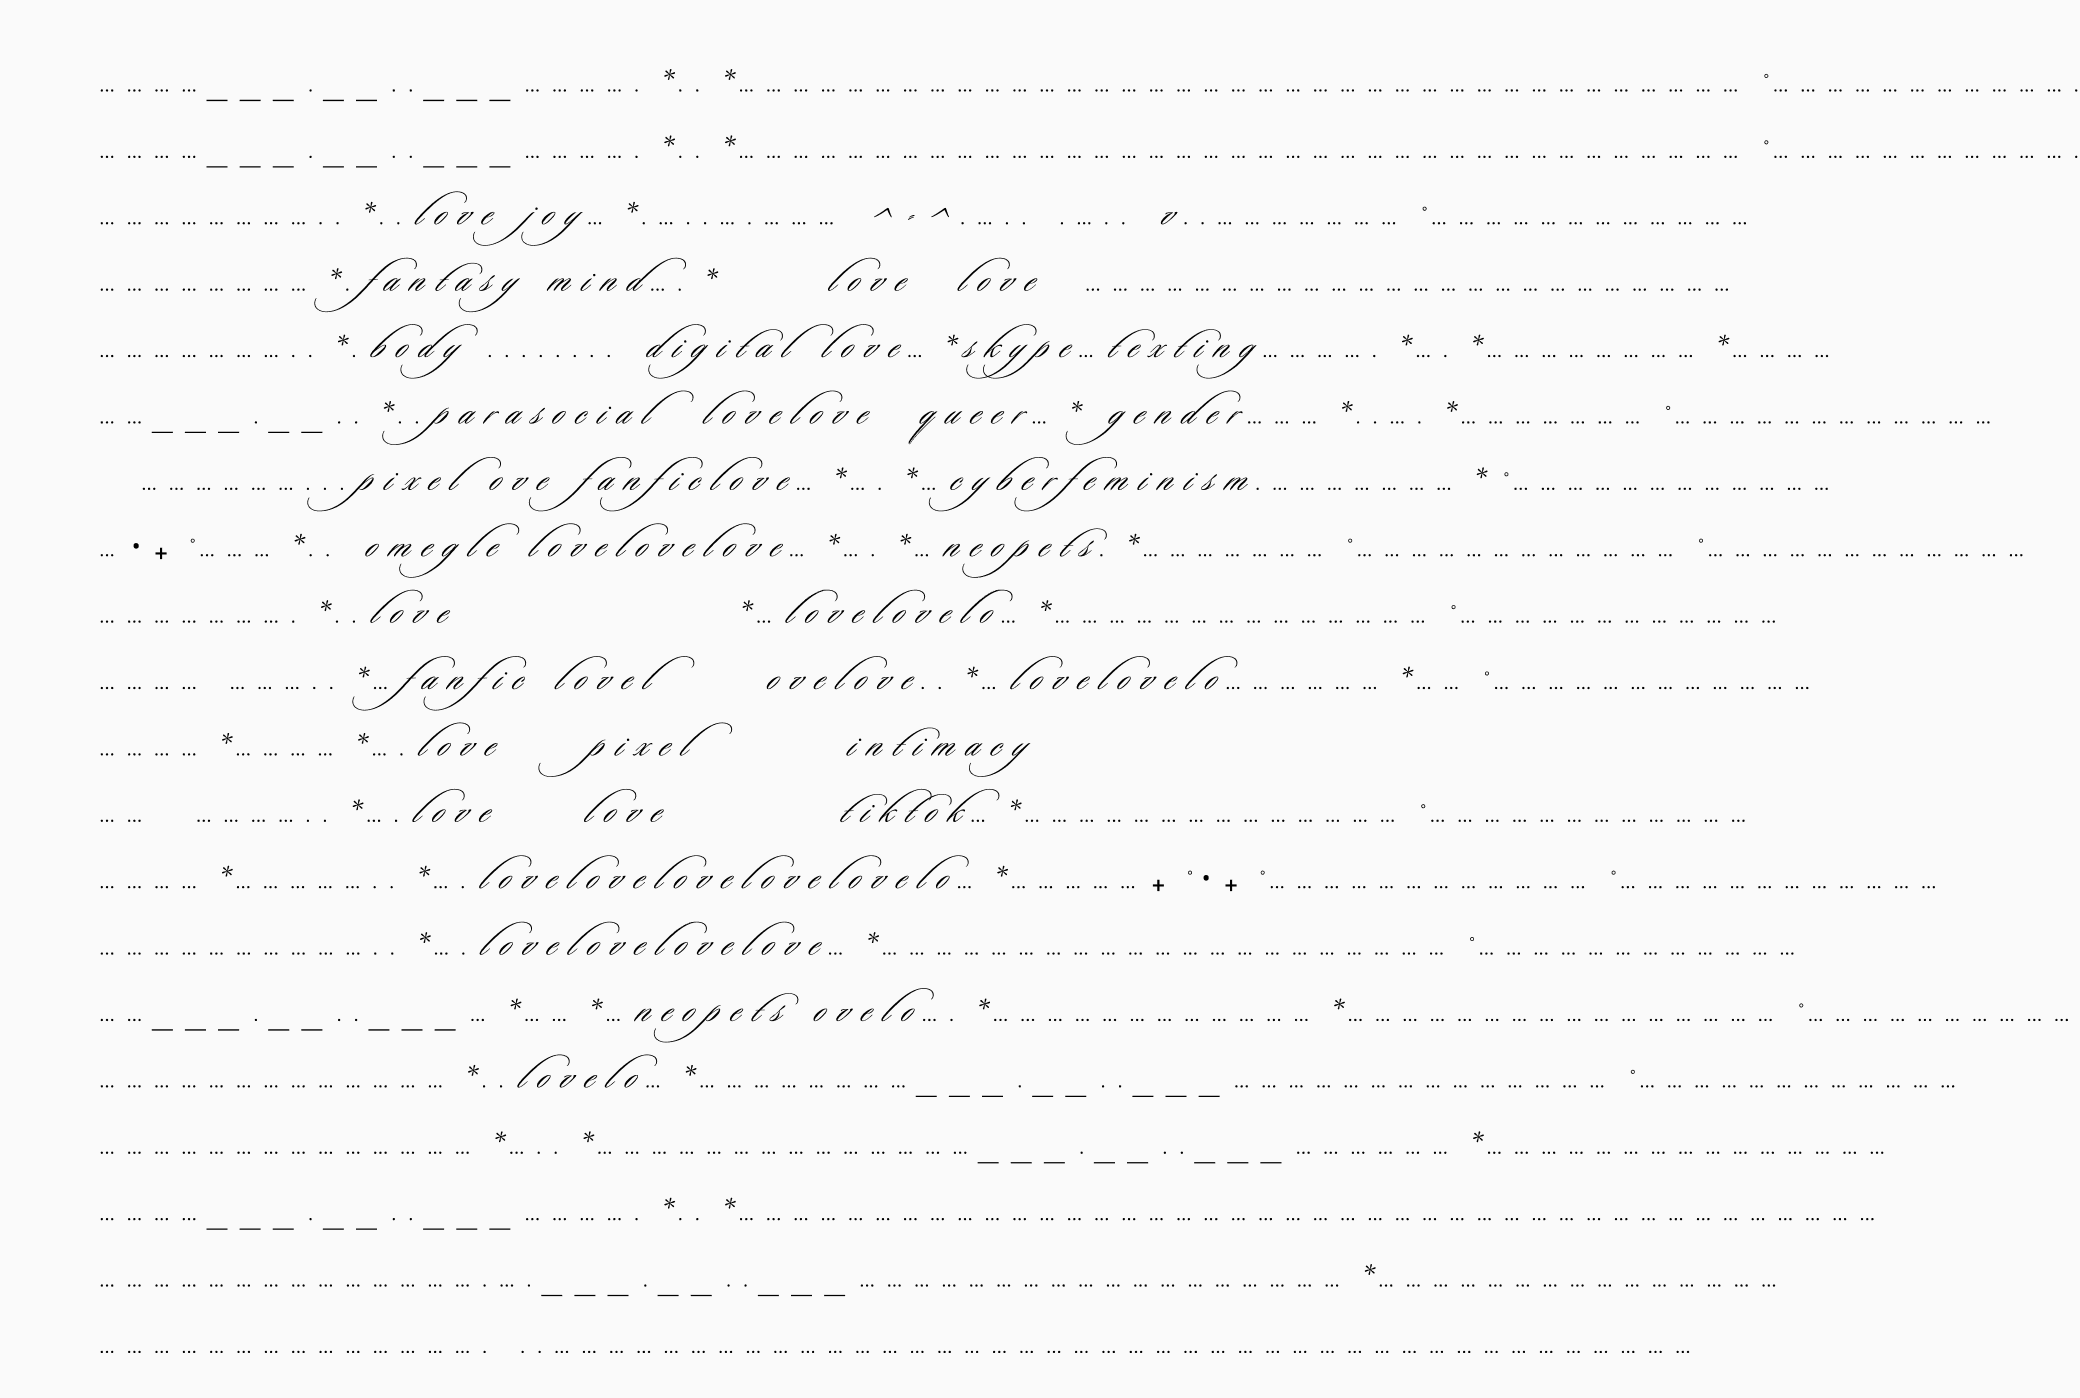 … … … …_ _ _ . _ _ . . _ _ _ … … … … . *. . *… … … … … … … … … … … … … … … … … … … … … … … … … … … … … … … … … … … … … °… … … … … … … … … … … .
… … … …_ _ _ . _ _ . . _ _ _ … … … … . *. . *… … … … … … … … … … … … … … … … … … … … … … … … … … … … … … … … … … … … … °… … … … … … … … … … … .
… … … … … … … … . . *. . love joy… *. … . . … . … … … ^ - ^ . … . . . … . . v . . … … … … … … … °… … … … … … … … … … … …
… … … … … … … … *. fantasy mind… . * love love … … … … … … … … … … … … … … … … … … … … … … … …
… … … … … … … . . *. body . . . . . . . . digital love… *skype… texting… … … … . *… . *… … … … … … … … *… … … …
… …_ _ _ . _ _ . . *. . parasocial lovelove queer… * gender… … … *. . … . *… … … … … … … °… … … … … … … … … … … …
… … … … … … . . . pixel ove fanficlove… *… . *… cyberfeminism. … … … … … … … * °… … … … … … … … … … … …
… • + °… … … *. . omegle lovelovelove… *… . *… neopets. *… … … … … … … °… … … … … … … … … … … … °… … … … … … … … … … … …
… … … … … … … . *. . love *… lovelovelo… *… … … … … … … … … … … … … … °… … … … … … … … … … … …
… … … … … … … . . *… fanfic lovel ovelove. . *… lovelovelo… … … … … … *… … °… … … … … … … … … … … …
… … … … *… … … … *… . love pixel intimacy
… … … … … … . . *… . love love tiktok… *… … … … … … … … … … … … … … °… … … … … … … … … … … …
… … … … *… … … … … . . *… . lovelovelovelovelovelo… *… … … … … + ° • + °… … … … … … … … … … … … °… … … … … … … … … … … …
… … … … … … … … … … . . *… . lovelovelovelove… *… … … … … … … … … … … … … … … … … … … … … °… … … … … … … … … … … …
… …_ _ _ . _ _ . . _ _ _ … *… … *… neopets ovelo… . *… … … … … … … … … … … … *… … … … … … … … … … … … … … … °… … … … … … … … … …
… … … … … … … … … … … … … *. . lovelo… *… … … … … … … …_ _ _ . _ _ . . _ _ _ … … … … … … … … … … … … … … °… … … … … … … … … … … …
… … … … … … … … … … … … … … *… . . *… … … … … … … … … … … … … …_ _ _ . _ _ . . _ _ _ … … … … … … *… … … … … … … … … … … … … … …
… … … …_ _ _ . _ _ . . _ _ _ … … … … . *. . *… … … … … … … … … … … … … … … … … … … … … … … … … … … … … … … … … … … … … … … … … …
… … … … … … … … … … … … … … . … . _ _ _ . _ _ . . _ _ _ … … … … … … … … … … … … … … … … … … *… … … … … … … … … … … … … … …
… … … … … … … … … … … … … … . . . … … … … … … … … … … … … … … … … … … … … … … … … … … … … … … … … … … … … … … … … … …